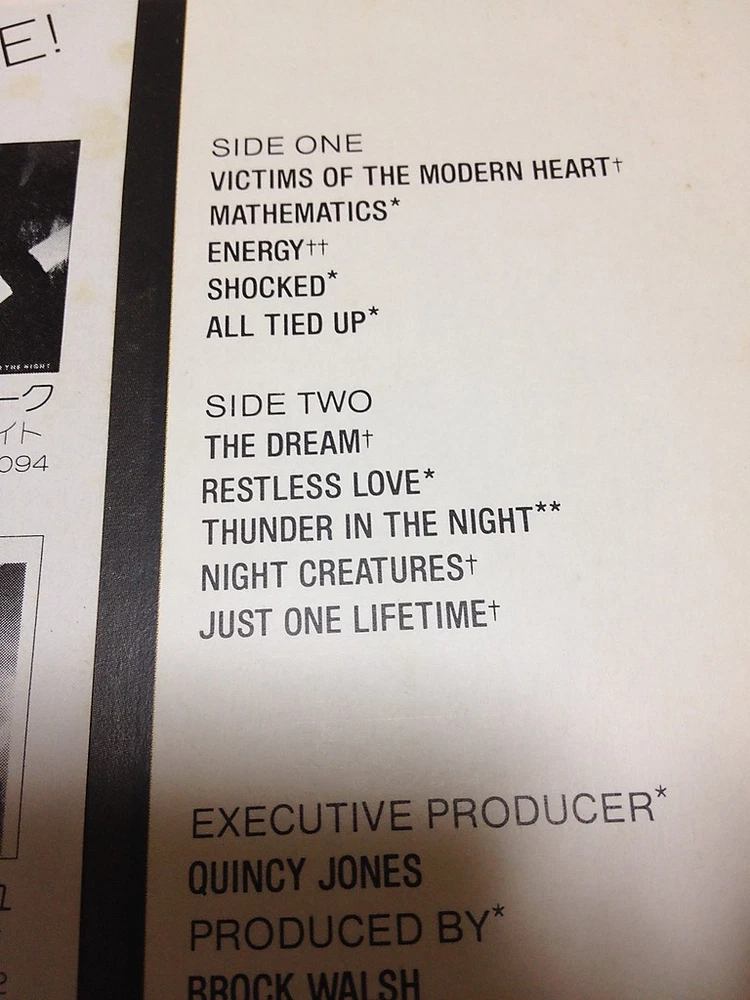 E!
THE NIGHT
ーク
イト
094
SIDE ONE
VICTIMS OF THE MODERN HEART†
MATHEMATICS*
ENERGY††
SHOCKED*
ALL TIED UP*
SIDE TWO
THE DREAM†
RESTLESS LOVE*
THUNDER IN THE NIGHT**
NIGHT CREATURES†
JUST ONE LIFETIME†
EXECUTIVE PRODUCER*
QUINCY JONES
PRODUCED BY*
BROCK WALSH